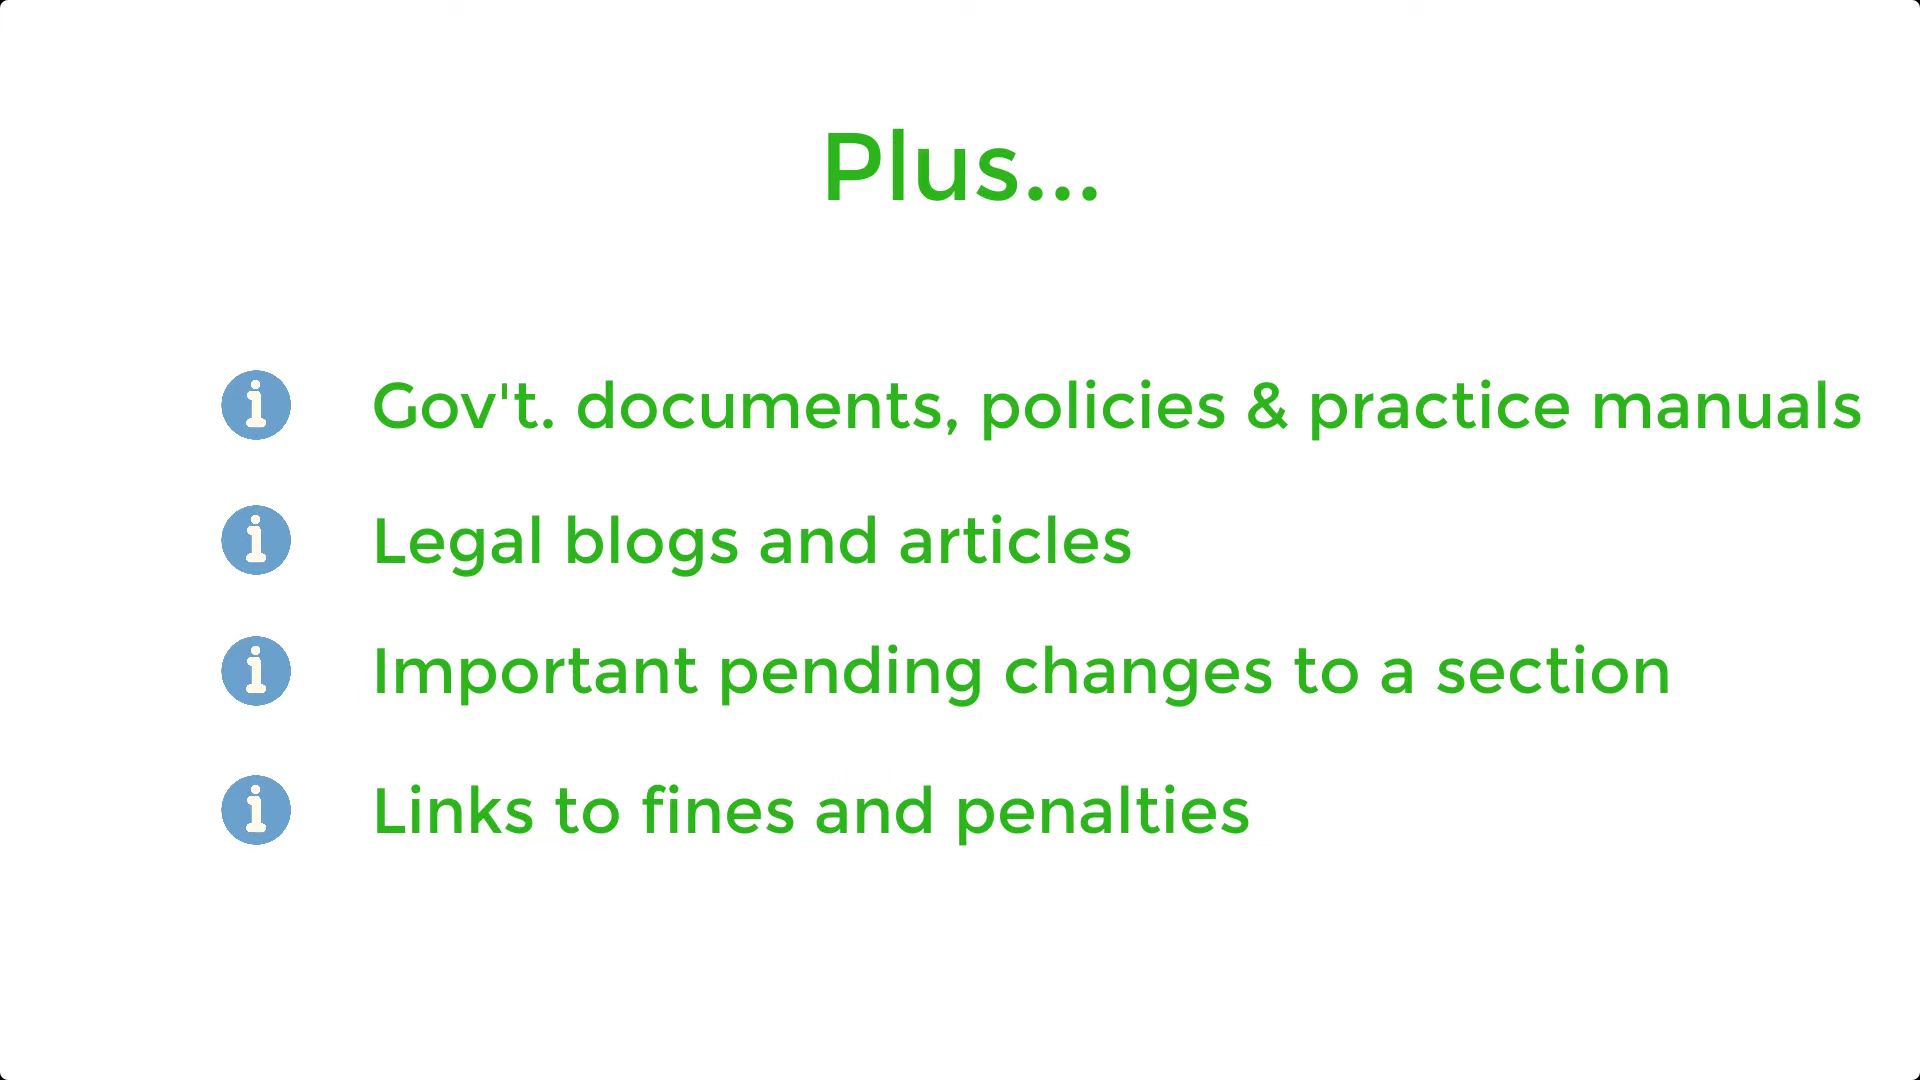 Plus...
Gov't. documents, policies & practice manuals
Legal blogs and articles
Important pending changes to a section
Links to fines and penalties